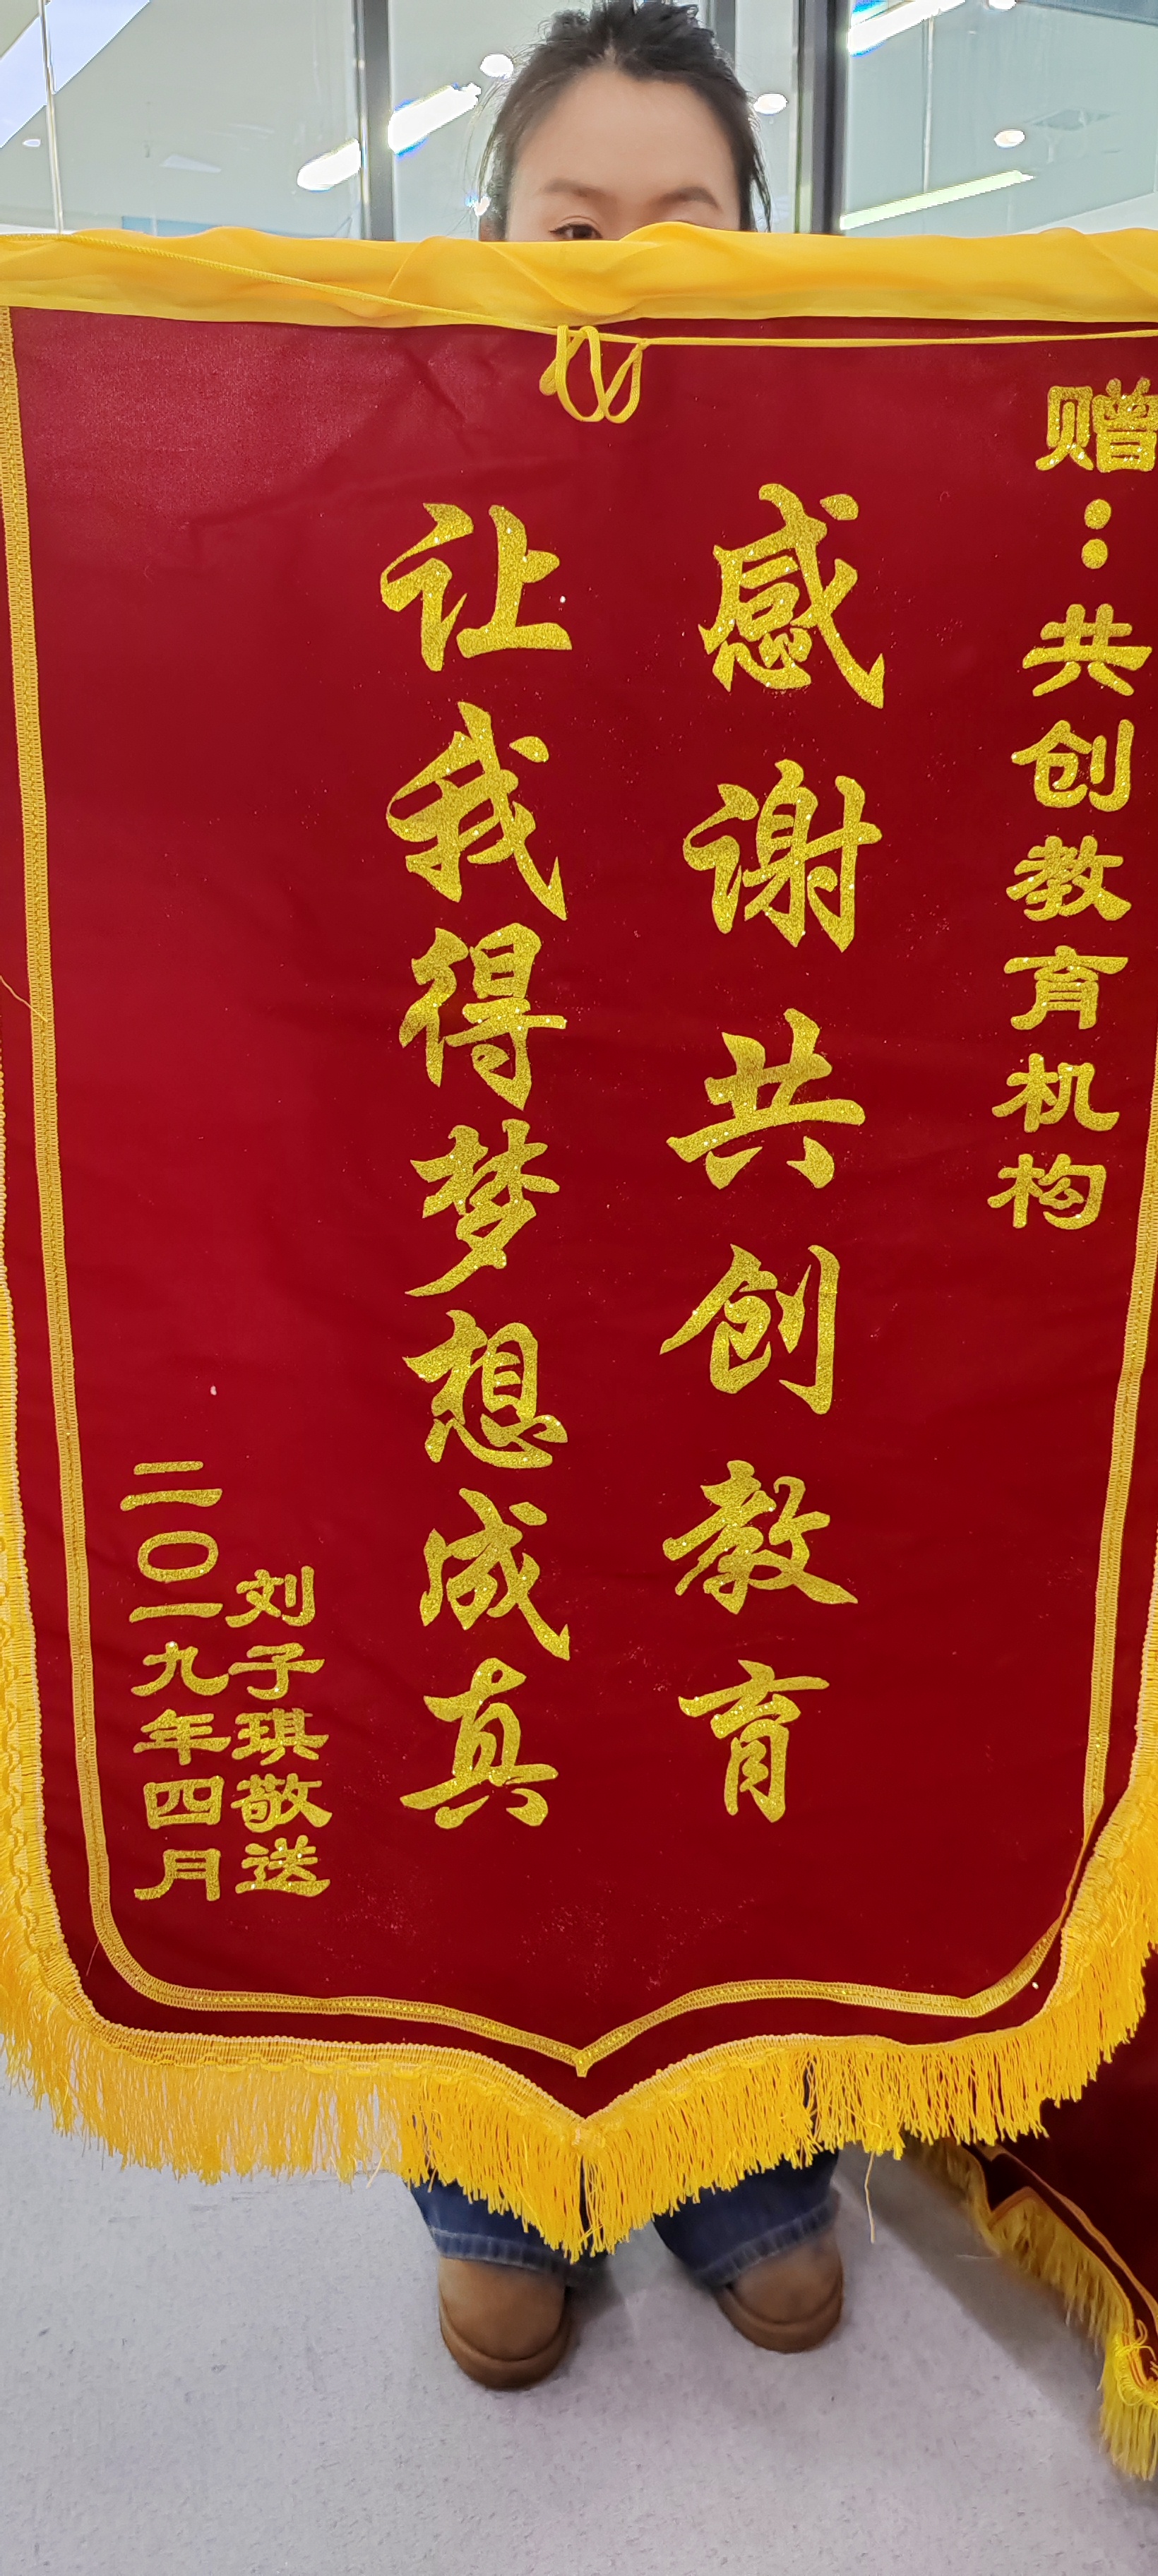 赠:共创教育机构
感谢共创教育
让我得梦想成真
刘子琪敬送
二〇一九年四月